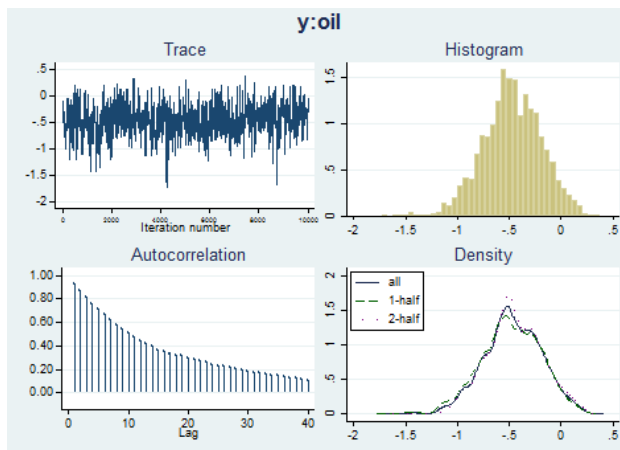 y:oil
Trace
.5
0
-.5
-1
-1.5
-2
0 2000 4000 6000 8000 10000
Iteration number
Histogram
1.5
1
.5
0
-2 -1.5 -1 -.5 0 .5
Autocorrelation
1.00
0.80
0.60
0.40
0.20
0.00
0 10 20 30 40
Lag
Density
all
1-half
2-half
2
1.5
1
.5
0
-2 -1.5 -1 -.5 0 .5